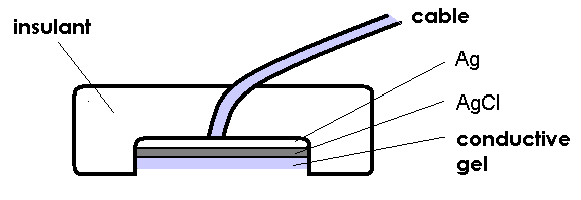 insulant
cable
Ag
AgCl
conductive
gel